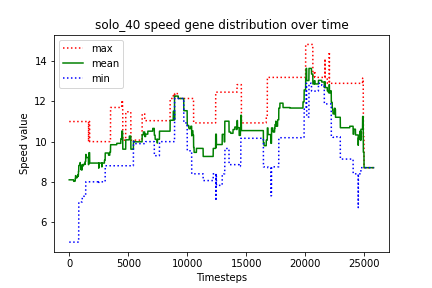 solo_40 speed gene distribution over time
max
mean
min
Speed value
14
12
10
8
6
0
5000
10000
15000
20000
25000
Timesteps